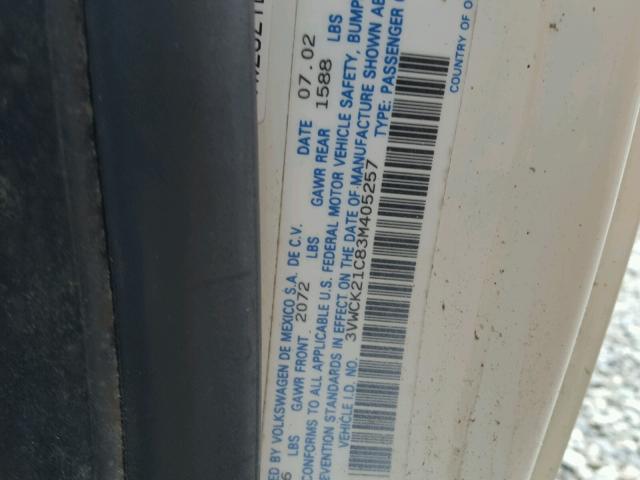 ED BY VOLKSWAGEN DE MEXICO S.A. DE C.V. DATE 07.02
6 LBS GAWR FRONT 2072 LBS GAWR REAR 1588 LBS
CONFORMS TO ALL APPLICABLE U.S. FEDERAL MOTOR VEHICLE SAFETY, BUMP
EVENTION STANDARDS IN EFFECT ON THE DATE OF MANUFACTURE SHOWN AB
VEHICLE I.D. NO. 3VWCK21C83M405257 TYPE: PASSENGER C
COUNTRY OF O